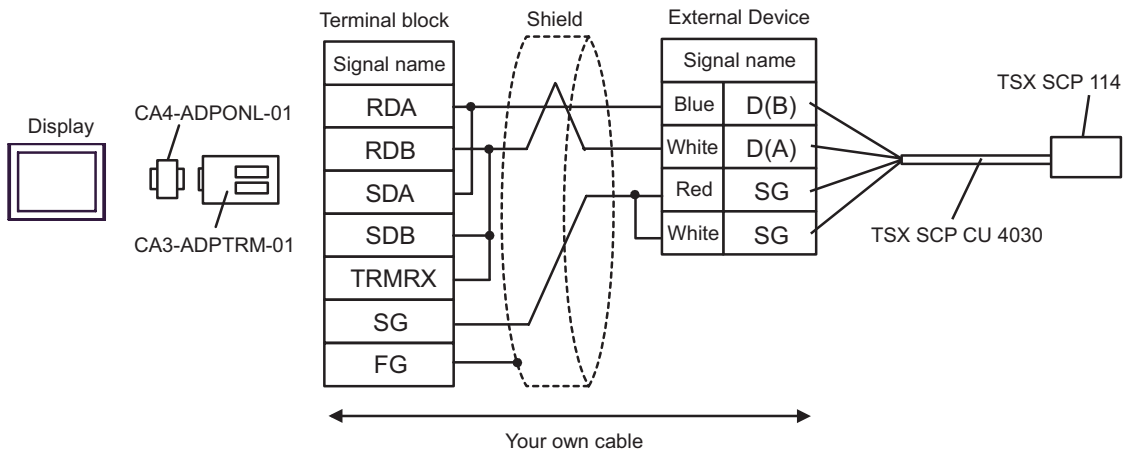 Terminal block
Shield
External Device
Signal name
Signal name
TSX SCP 114
Display
CA4-ADPONL-01
CA3-ADPTRM-01
RDA
RDB
SDA
SDB
TRMRX
SG
FG
Blue D(B)
White D(A)
Red SG
White SG
TSX SCP CU 4030
Your own cable